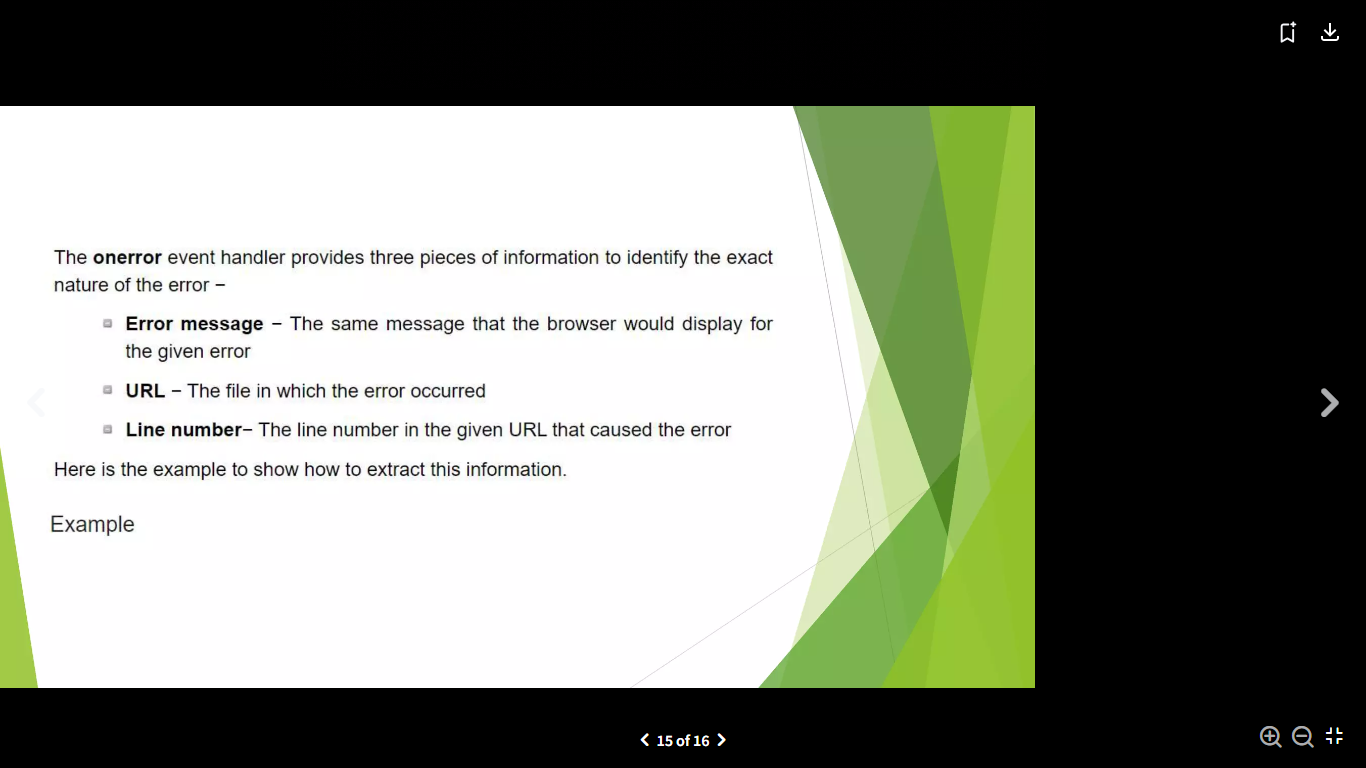 The onerror event handler provides three pieces of information to identify the exact
nature of the error −
Error message − The same message that the browser would display for
the given error
URL − The file in which the error occurred
Line number− The line number in the given URL that caused the error
Here is the example to show how to extract this information.
Example
15 of 16